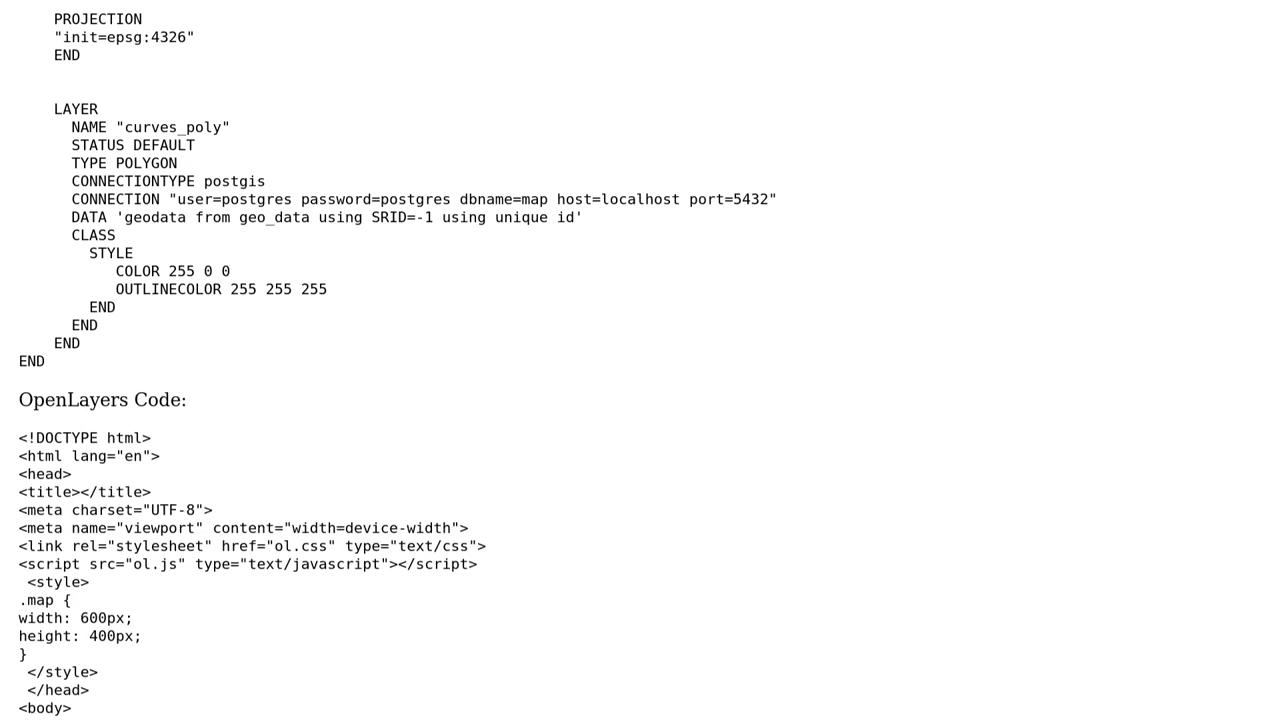 PROJECTION
    "init=epsg:4326"
    END


    LAYER
      NAME "curves_poly"
      STATUS DEFAULT
      TYPE POLYGON
      CONNECTIONTYPE postgis
      CONNECTION "user=postgres password=postgres dbname=map host=localhost port=5432"
      DATA 'geodata from geo_data using SRID=-1 using unique id'
      CLASS
        STYLE
           COLOR 255 0 0
           OUTLINECOLOR 255 255 255
        END
      END
    END
END
OpenLayers Code:
<!DOCTYPE html>
<html lang="en">
<head>
<title></title>
<meta charset="UTF-8">
<meta name="viewport" content="width=device-width">
<link rel="stylesheet" href="ol.css" type="text/css">
<script src="ol.js" type="text/javascript"></script>
 <style>
.map {
width: 600px;
height: 400px;
}
 </style>
 </head>
<body>